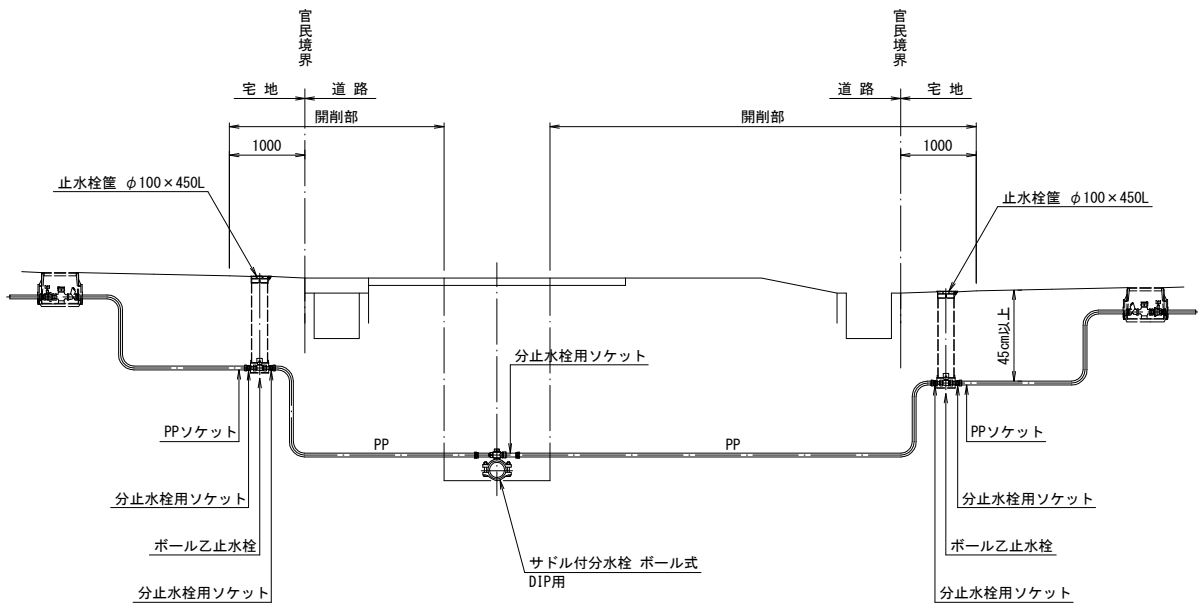 官民境界
官民境界
宅 地
道 路
道 路
宅 地
開削部
開削部
1000
1000
止水栓筐 φ100×450L
止水栓筐 φ100×450L
45cm以上
分止水栓用ソケット
PPソケット
PP
PP
PPソケット
分止水栓用ソケット
分止水栓用ソケット
ボール乙止水栓
ボール乙止水栓
サドル付分水栓 ボール式
DIP用
分止水栓用ソケット
分止水栓用ソケット